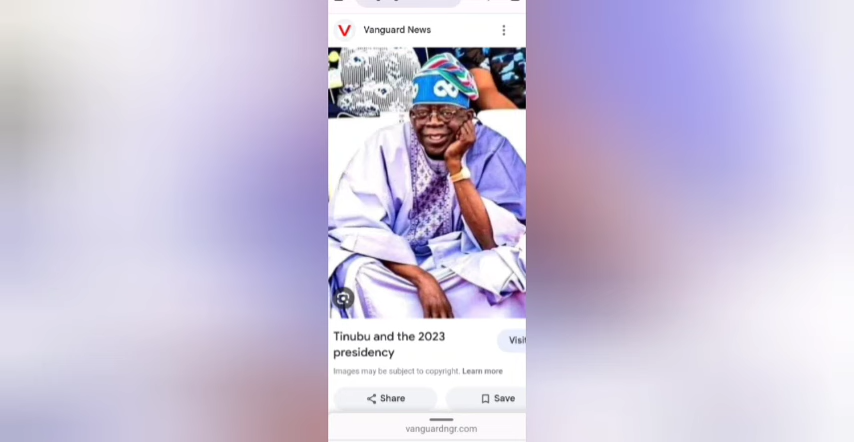 Vanguard News
Tinubu and the 2023
presidency
Images may be subject to copyright. Learn more
Share
Save
vanguardngr.com